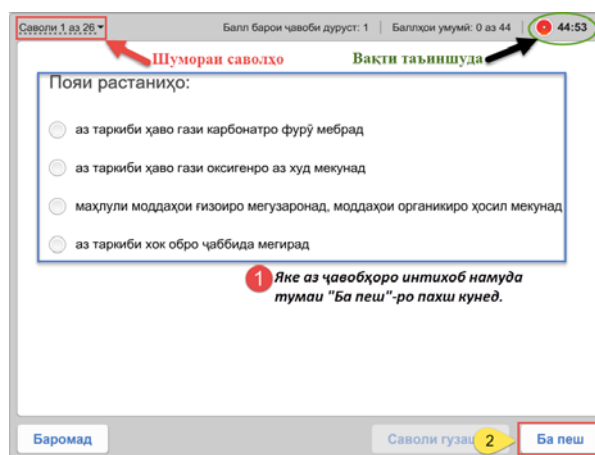 Саволи 1 аз 26 Балл барои ҷавоби дуруст: 1 Баллҳои умумӣ: 0 аз 44 44:53
Шумораи саволҳо Вақти таъиншуда
Пояи растаниҳо:
аз таркиби ҳаво гази карбонатро фурӯ мебрад
аз таркиби ҳаво гази оксигенро аз худ мекунад
маҳлули моддаҳои ғизоиро мегузаронад, моддаҳои органикиро ҳосил мекунад
аз таркиби хок обро ҷаббида мегирад
1 Яке аз ҷавобҳоро интихоб намуда
тумаи "Ба пеш"-ро пахш кунед.
Баромад Саволи 2 Ба пеш